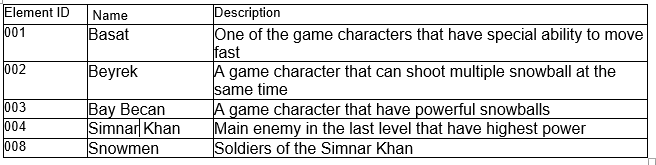 Element ID Name Description
001 Basat One of the game characters that have special ability to move
fast
002 Beyrek A game character that can shoot multiple snowball at the
same time
003 Bay Becan A game character that have powerful snowballs
004 Simnar Khan Main enemy in the last level that have highest power
008 Snowmen Soldiers of the Simnar Khan